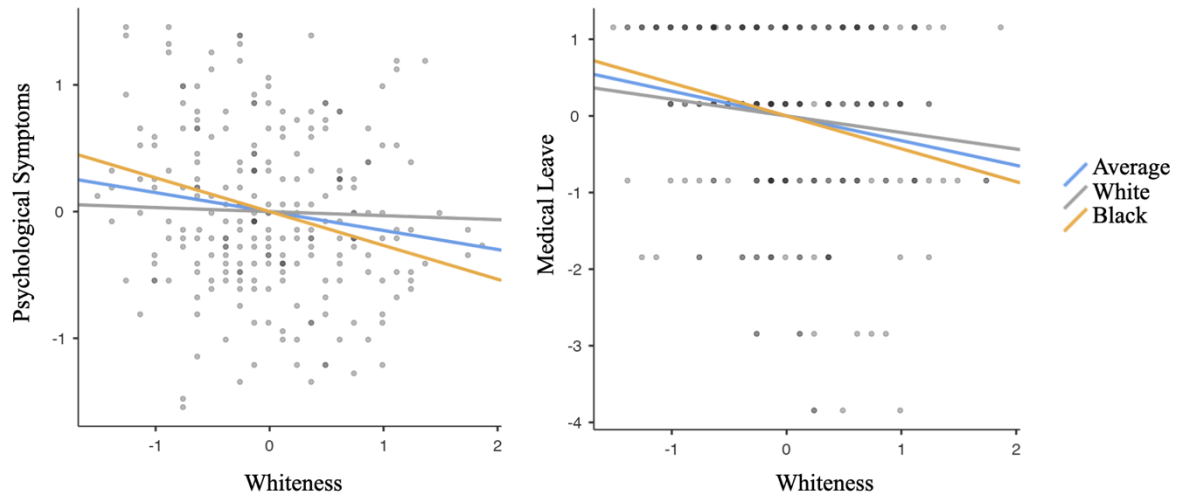 Psychological Symptoms
1
0
-1
-1
0
1
2
Whiteness
Medical Leave
1
0
-1
-2
-3
-4
-1
0
1
2
Whiteness
Average
White
Black